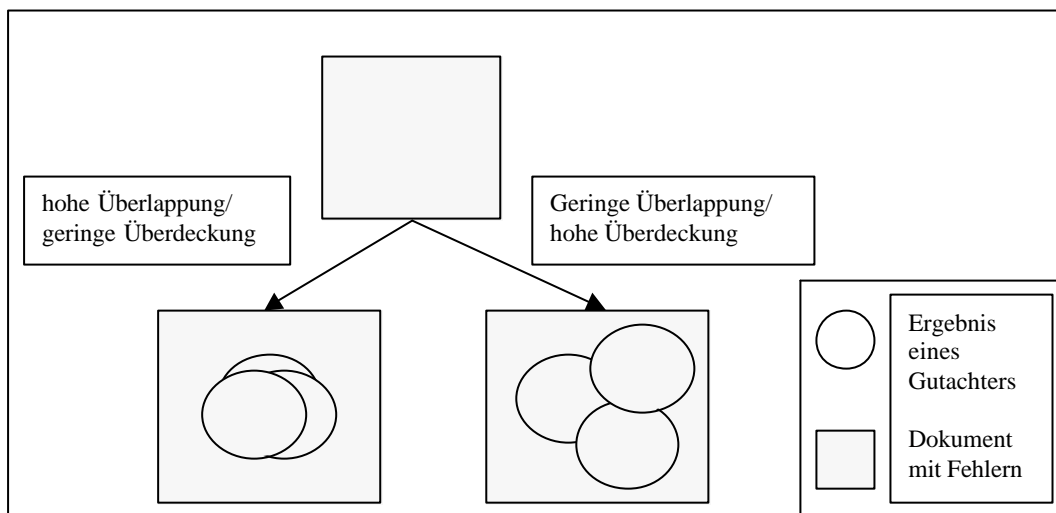 hohe Überlappung/
geringe Überdeckung
Geringe Überlappung/
hohe Überdeckung
Ergebnis
eines
Gutachters
Dokument
mit Fehlern